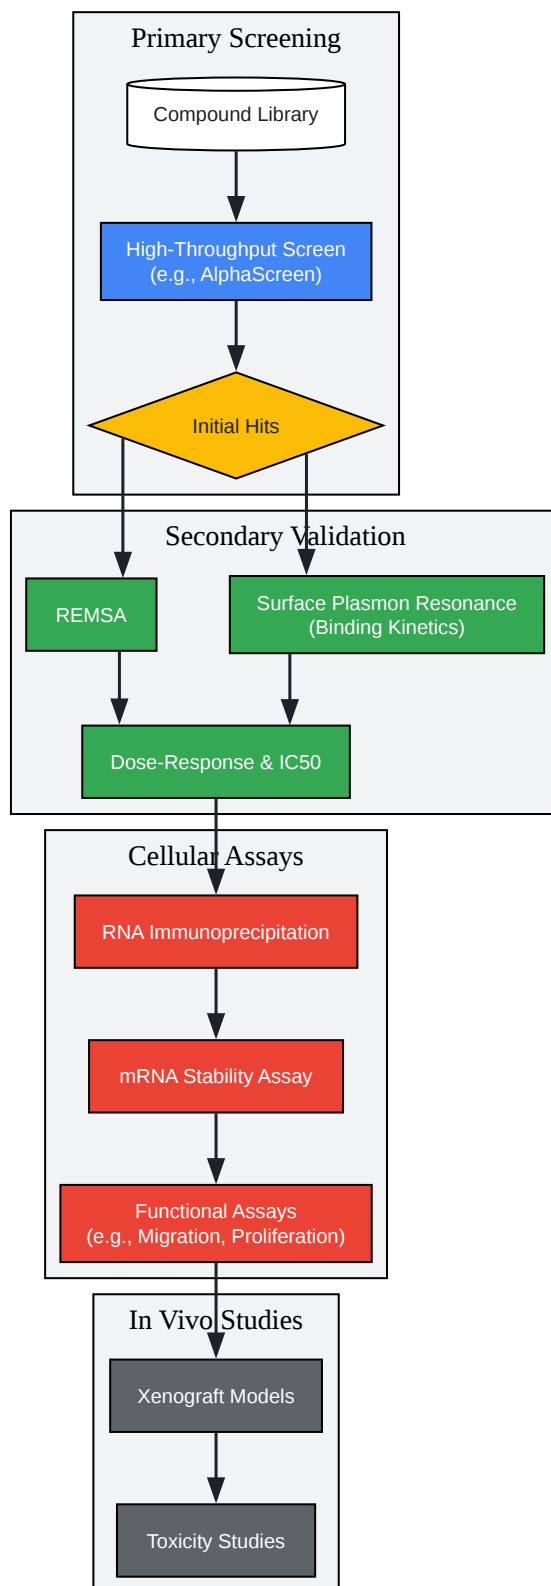 Primary Screening
Compound Library
High-Throughput Screen
(e.g., AlphaScreen)
Initial Hits
Secondary Validation
REMSA
Surface Plasmon Resonance
(Binding Kinetics)
Dose-Response & IC50
Cellular Assays
RNA Immunoprecipitation
mRNA Stability Assay
Functional Assays
(e.g., Migration, Proliferation)
In Vivo Studies
Xenograft Models
Toxicity Studies